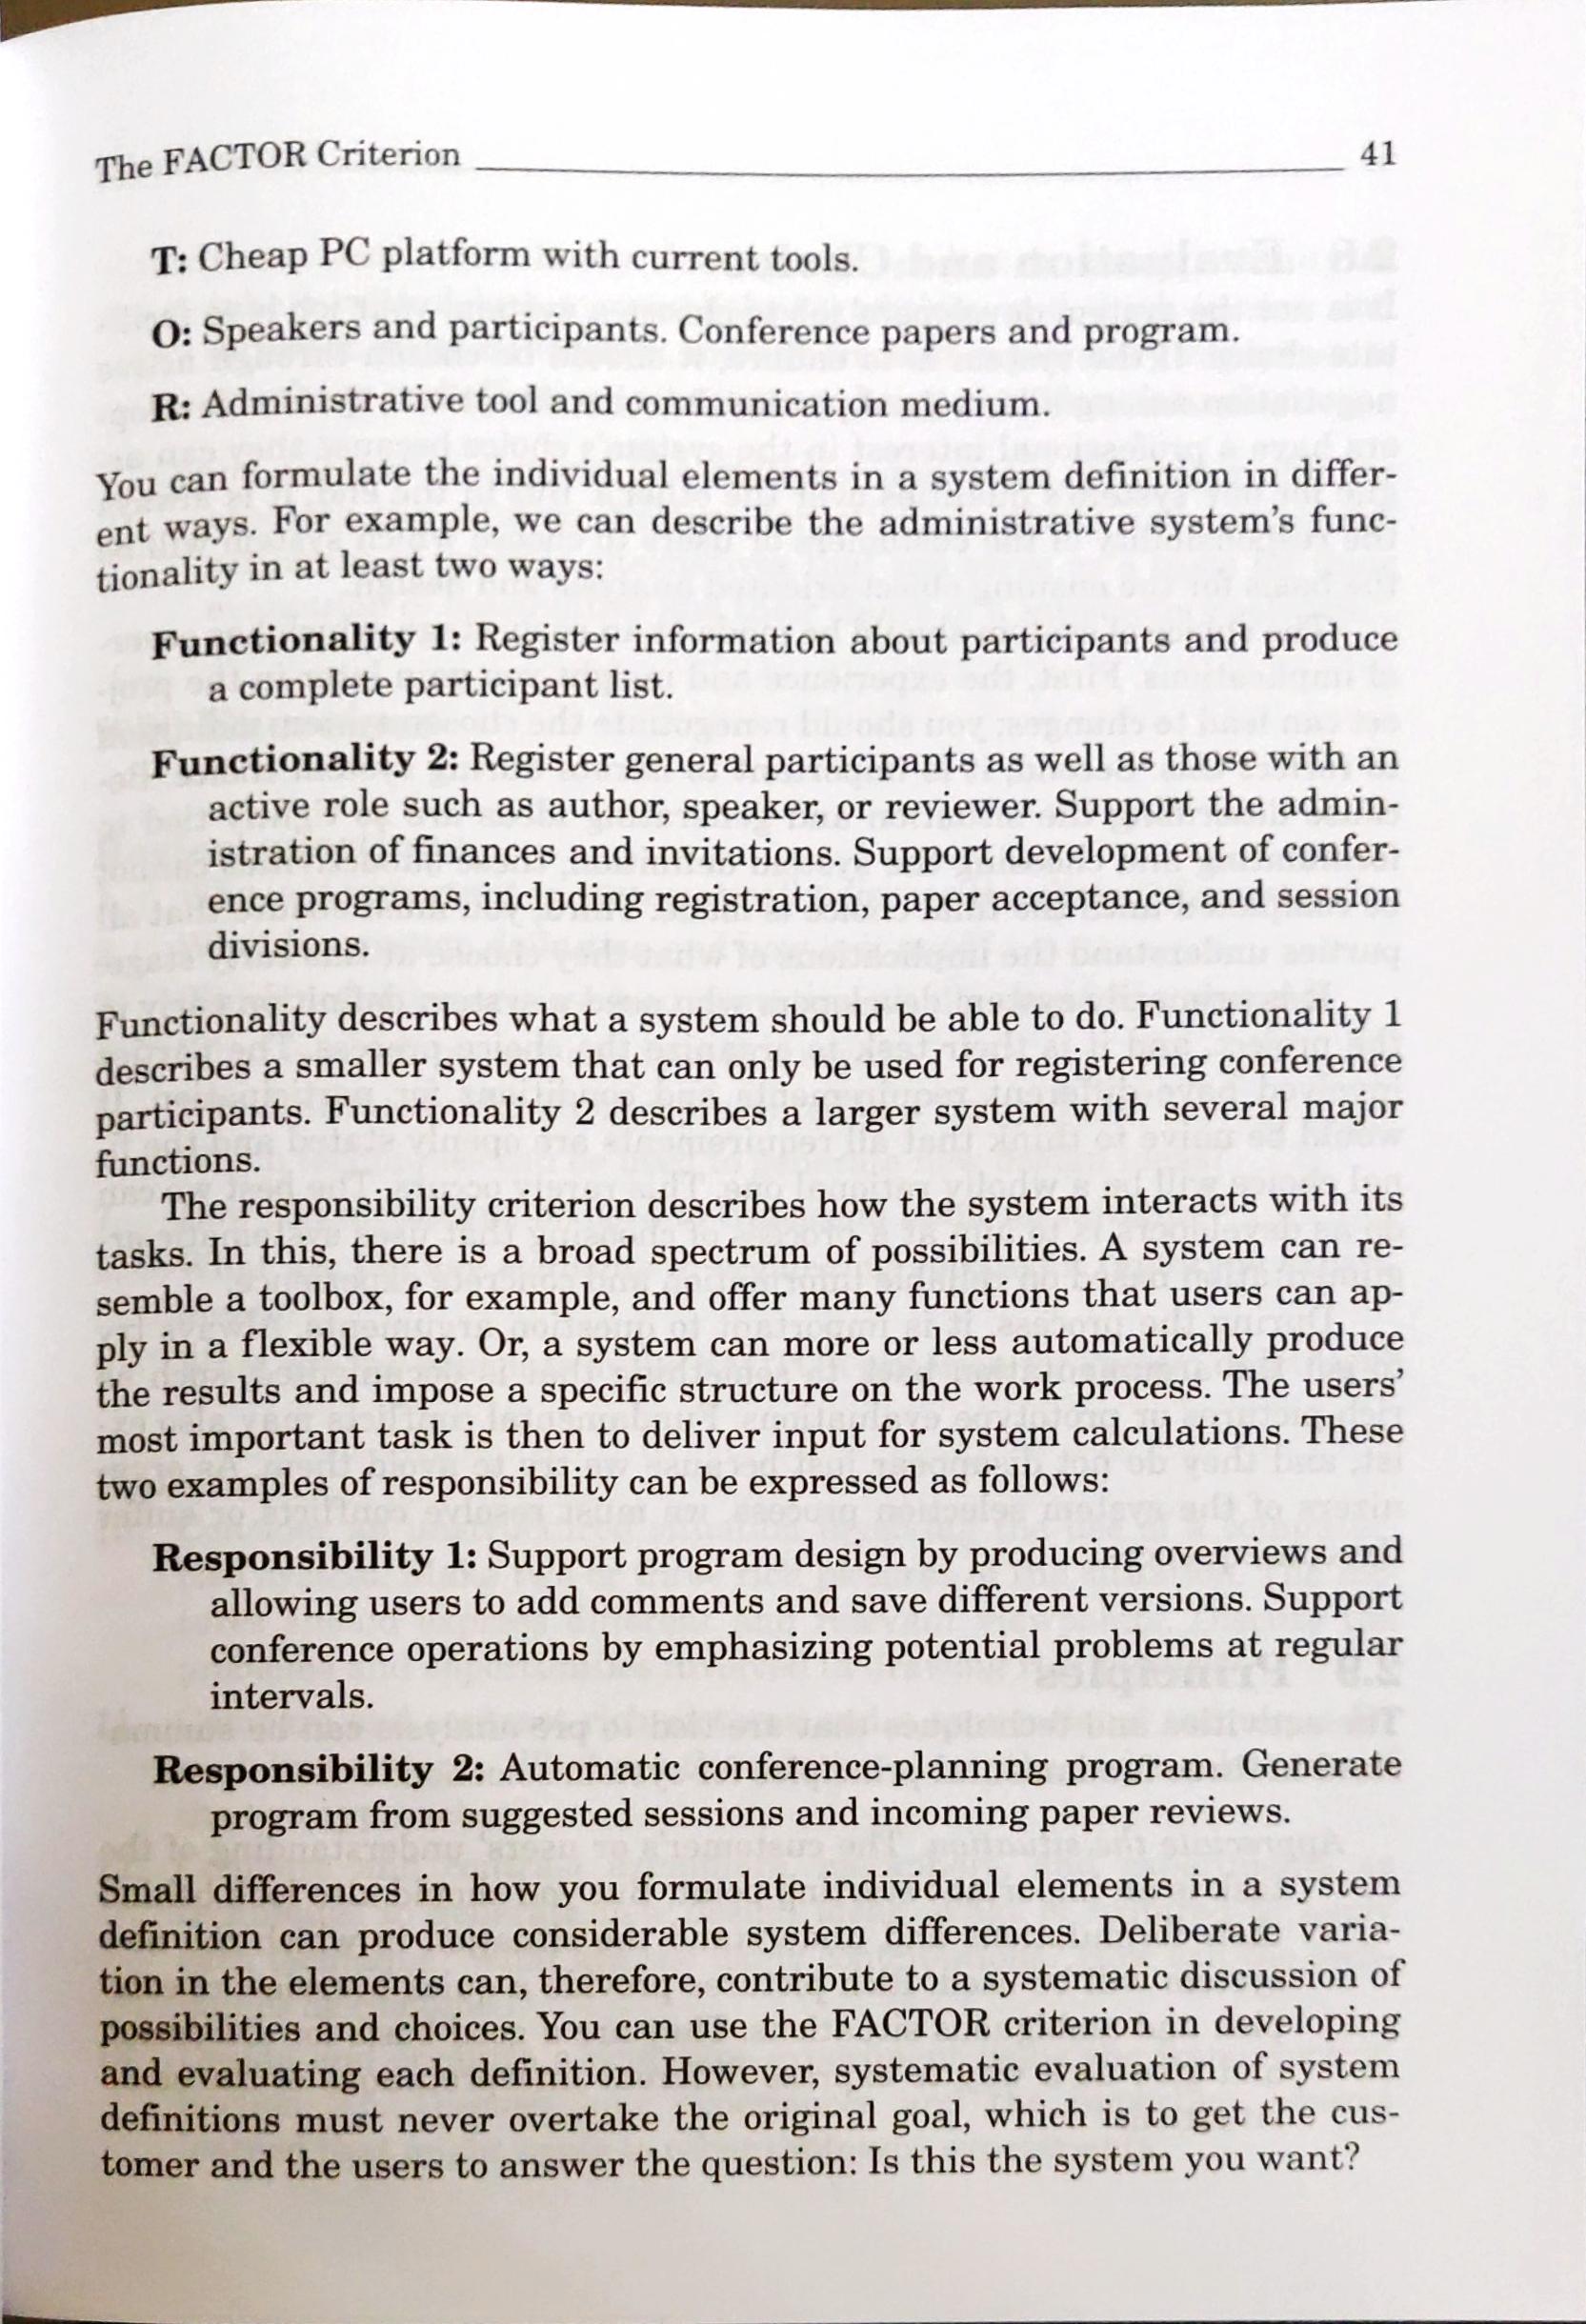 The FACTOR Criterion 41
T: Cheap PC platform with current tools.
O: Speakers and participants. Conference papers and program.
R: Administrative tool and communication medium.
You can formulate the individual elements in a system definition in differ-
ent ways. For example, we can describe the administrative system's func-
tionality in at least two ways:
Functionality 1: Register information about participants and produce
a complete participant list.
Functionality 2: Register general participants as well as those with an
active role such as author, speaker, or reviewer. Support the admin-
istration of finances and invitations. Support development of confer-
ence programs, including registration, paper acceptance, and session
divisions.
Functionality describes what a system should be able to do. Functionality 1
describes a smaller system that can only be used for registering conference
participants. Functionality 2 describes a larger system with several major
functions.
The responsibility criterion describes how the system interacts with its
tasks. In this, there is a broad spectrum of possibilities. A system can re-
semble a toolbox, for example, and offer many functions that users can ap-
ply in a flexible way. Or, a system can more or less automatically produce
the results and impose a specific structure on the work process. The users'
most important task is then to deliver input for system calculations. These
two examples of responsibility can be expressed as follows:
Responsibility 1: Support program design by producing overviews and
allowing users to add comments and save different versions. Support
conference operations by emphasizing potential problems at regular
intervals.
Responsibility 2: Automatic conference-planning program. Generate
program from suggested sessions and incoming paper reviews.
Small differences in how you formulate individual elements in a system
definition can produce considerable system differences. Deliberate varia-
tion in the elements can, therefore, contribute to a systematic discussion of
possibilities and choices. You can use the FACTOR criterion in developing
and evaluating each definition. However, systematic evaluation of system
definitions must never overtake the original goal, which is to get the cus-
tomer and the users to answer the question: Is this the system you want?